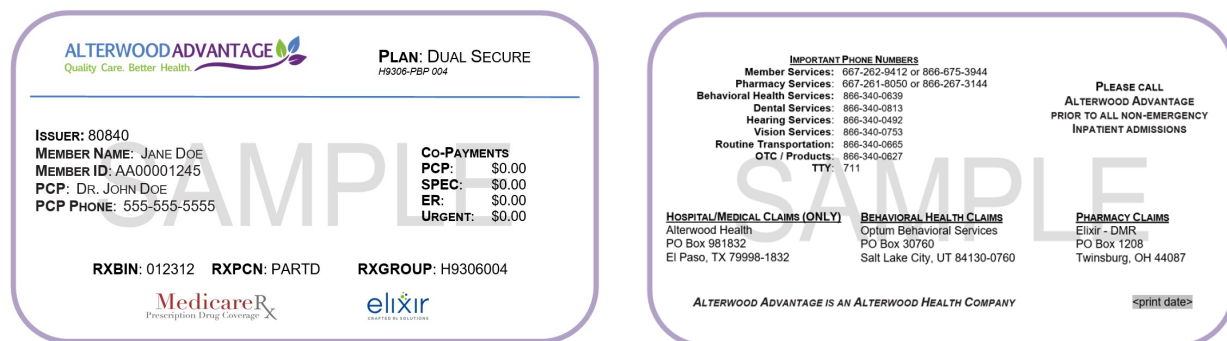 ALTERWOOD ADVANTAGE
Quality Care. Better Health.
PLAN: DUAL SECURE
H9306-PBP 004
ISSUER: 80840
MEMBER NAME: JANE DOE
MEMBER ID: AA00001245
PCP: DR. JOHN DOE
PCP PHONE: 555-555-5555
CO-PAYMENTS
PCP: $0.00
SPEC: $0.00
ER: $0.00
URGENT: $0.00
SAMPLE
RXBIN: 012312 RXPCN: PARTD RXGROUP: H9306004
MedicareRx
Prescription Drug Coverage
elixir
CRAFTED Rx SOLUTIONS
IMPORTANT PHONE NUMBERS
Member Services: 667-262-9412 or 866-675-3944
Pharmacy Services: 667-261-8050 or 866-267-3144
Behavioral Health Services: 866-340-0639
Dental Services: 866-340-0813
Hearing Services: 866-340-0492
Vision Services: 866-340-0753
Routine Transportation: 866-340-0665
OTC / Products: 866-340-0627
TTY: 711
PLEASE CALL
ALTERWOOD ADVANTAGE
PRIOR TO ALL NON-EMERGENCY
INPATIENT ADMISSIONS
SAMPLE
HOSPITAL/MEDICAL CLAIMS (ONLY)
Alterwood Health
PO Box 981832
El Paso, TX 79998-1832
BEHAVIORAL HEALTH CLAIMS
Optum Behavioral Services
PO Box 30760
Salt Lake City, UT 84130-0760
PHARMACY CLAIMS
Elixir - DMR
PO Box 1208
Twinsburg, OH 44087
ALTERWOOD ADVANTAGE IS AN ALTERWOOD HEALTH COMPANY
<print date>